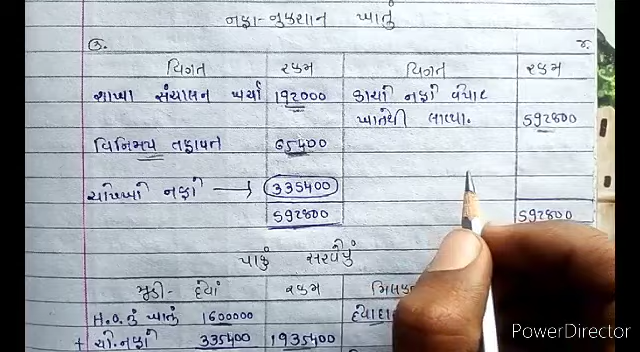 નફા-નુકશાન ખાતું
ઉ. જ.
વિગત રકમ વિગત રકમ
શાખા સંચાલન ખર્ચા 192000 કાચો નફો વેપાર
ખાતેથી લાવ્યા. 592800
વિનિમય તફાવત 65400
ચોખ્ખો નફો → 335400
592800 592800
પાકું સરવૈયું
મૂડી- દેવાં રકમ
H.O.નું ખાતું 1600000
+ ચો.નફો 335400 1935400
PowerDirector